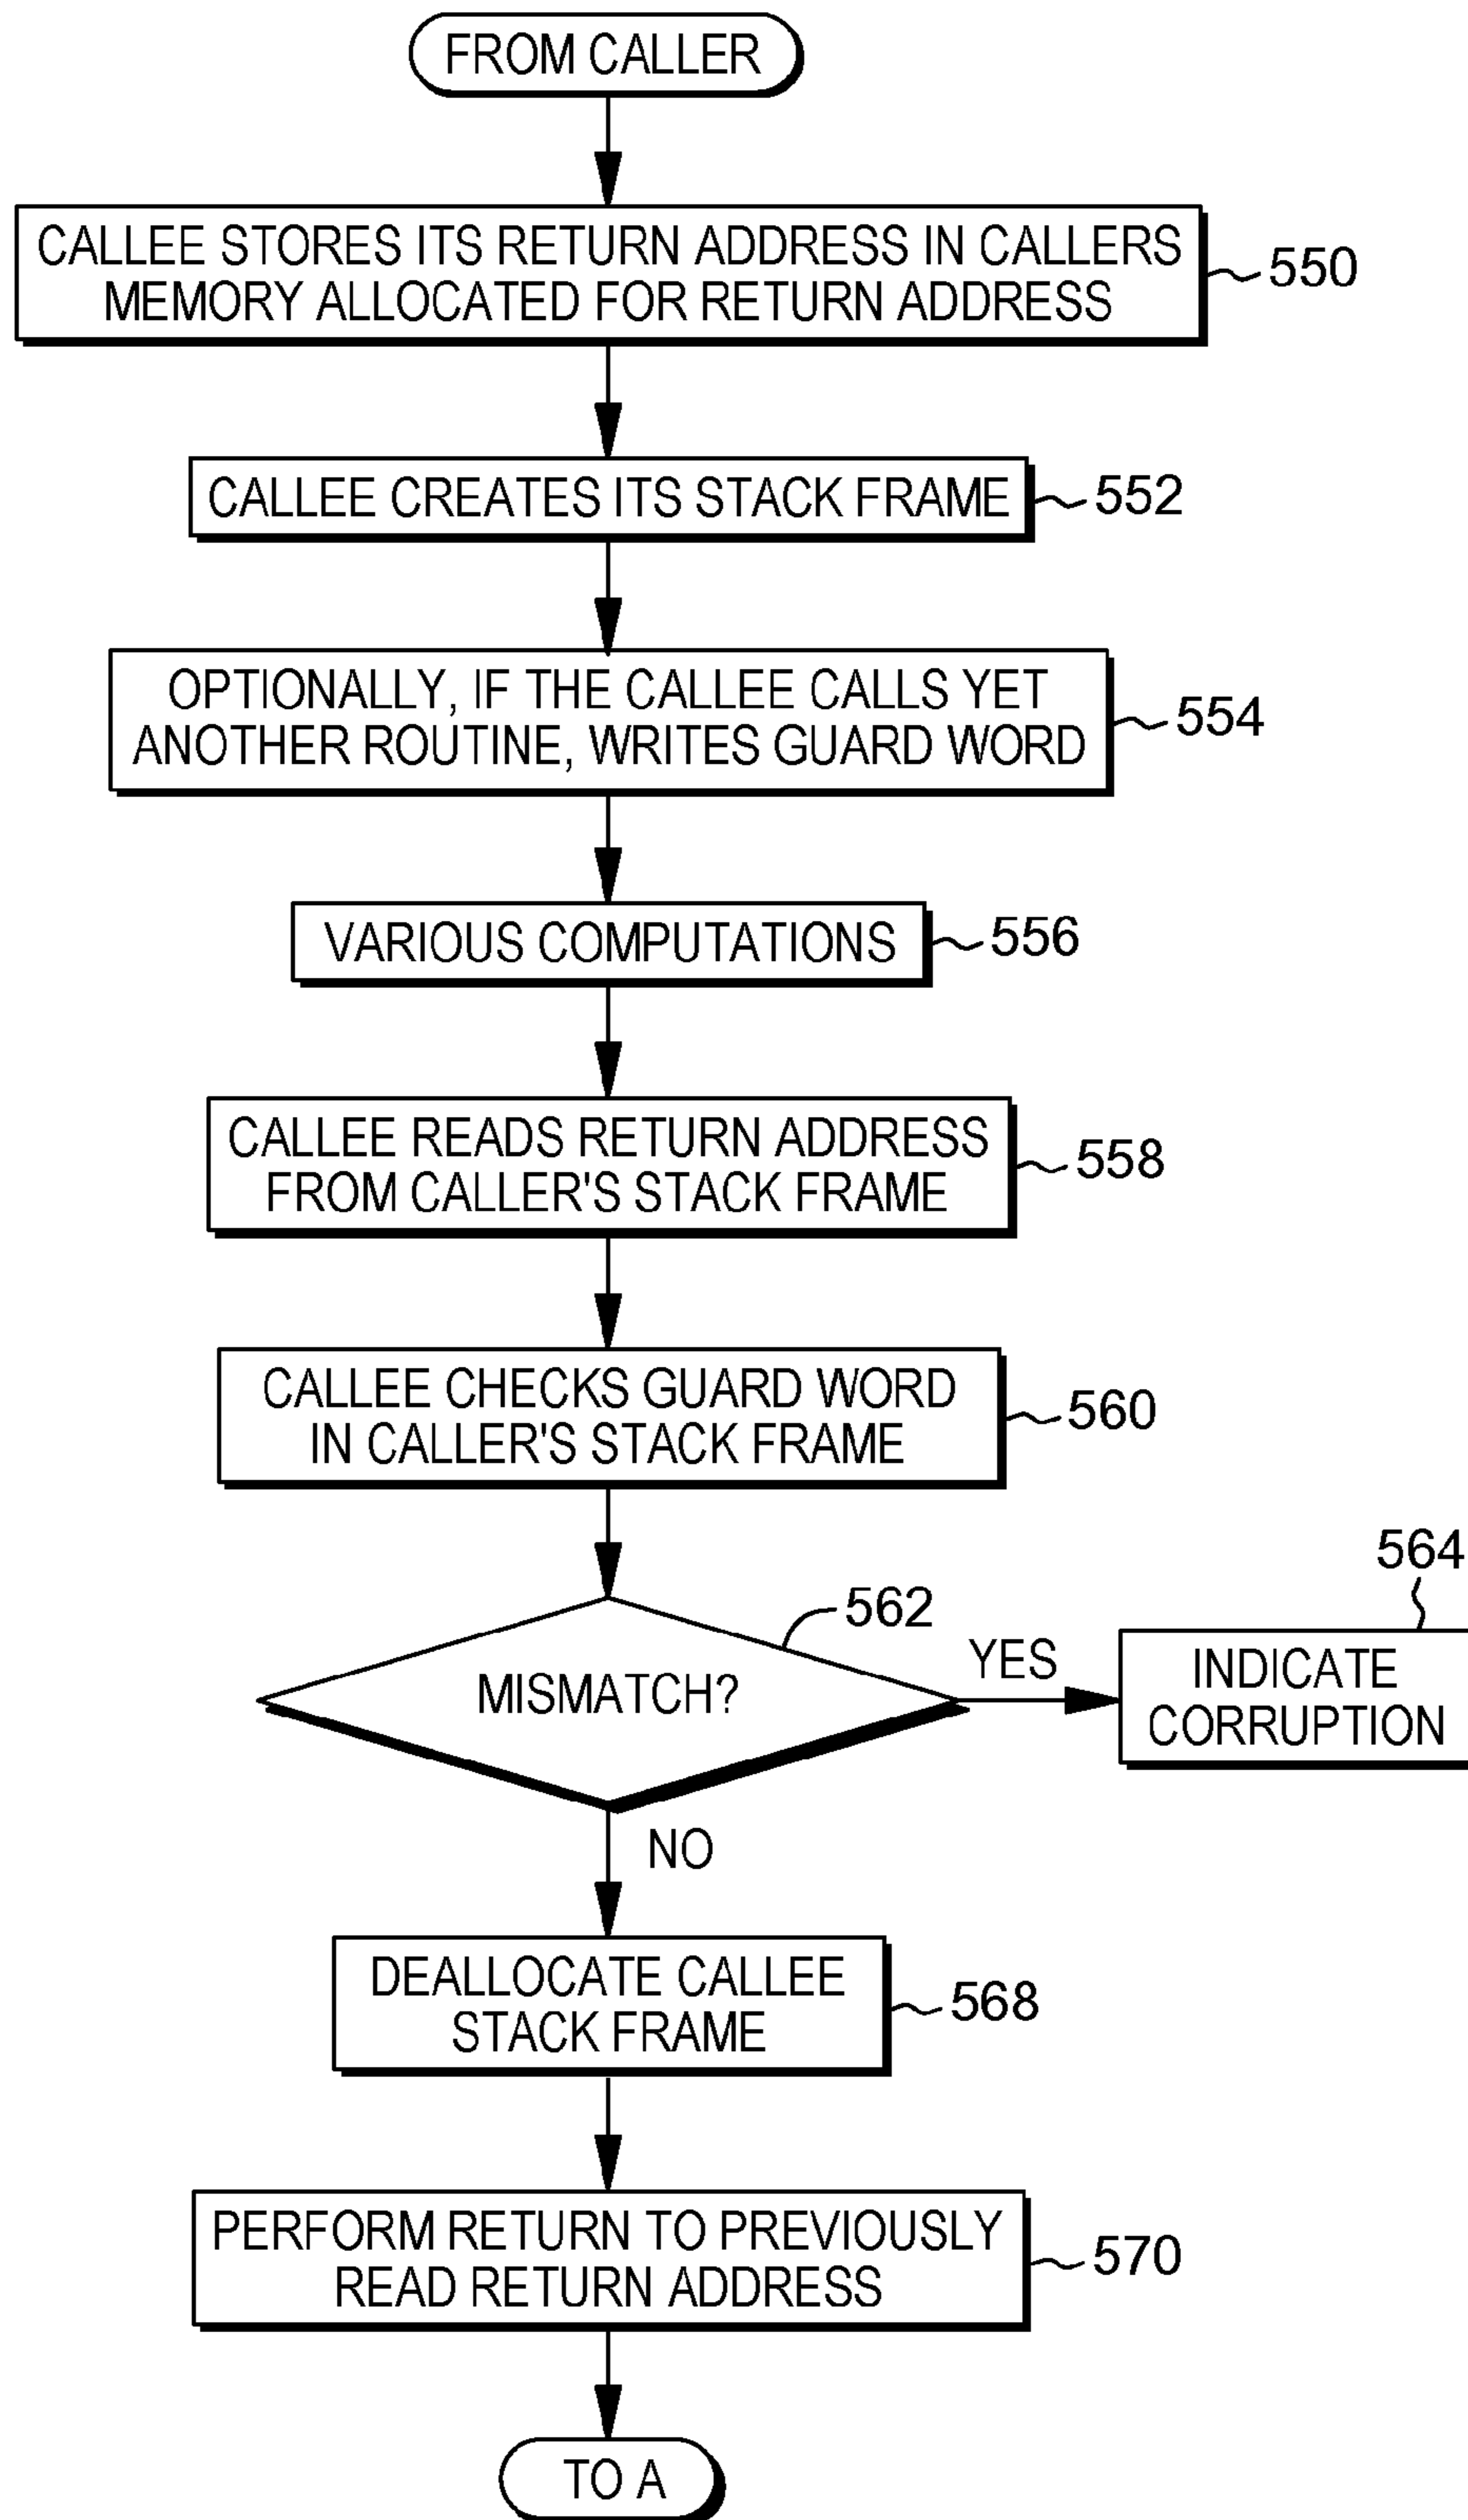 FROM CALLER
CALLEE STORES ITS RETURN ADDRESS IN CALLERS
MEMORY ALLOCATED FOR RETURN ADDRESS
550
CALLEE CREATES ITS STACK FRAME
552
OPTIONALLY, IF THE CALLEE CALLS YET
ANOTHER ROUTINE, WRITES GUARD WORD
554
VARIOUS COMPUTATIONS
556
CALLEE READS RETURN ADDRESS
FROM CALLER'S STACK FRAME
558
CALLEE CHECKS GUARD WORD
IN CALLER'S STACK FRAME
560
MISMATCH?
562
YES
564
INDICATE
CORRUPTION
NO
DEALLOCATE CALLEE
STACK FRAME
568
PERFORM RETURN TO PREVIOUSLY
READ RETURN ADDRESS
570
TO A